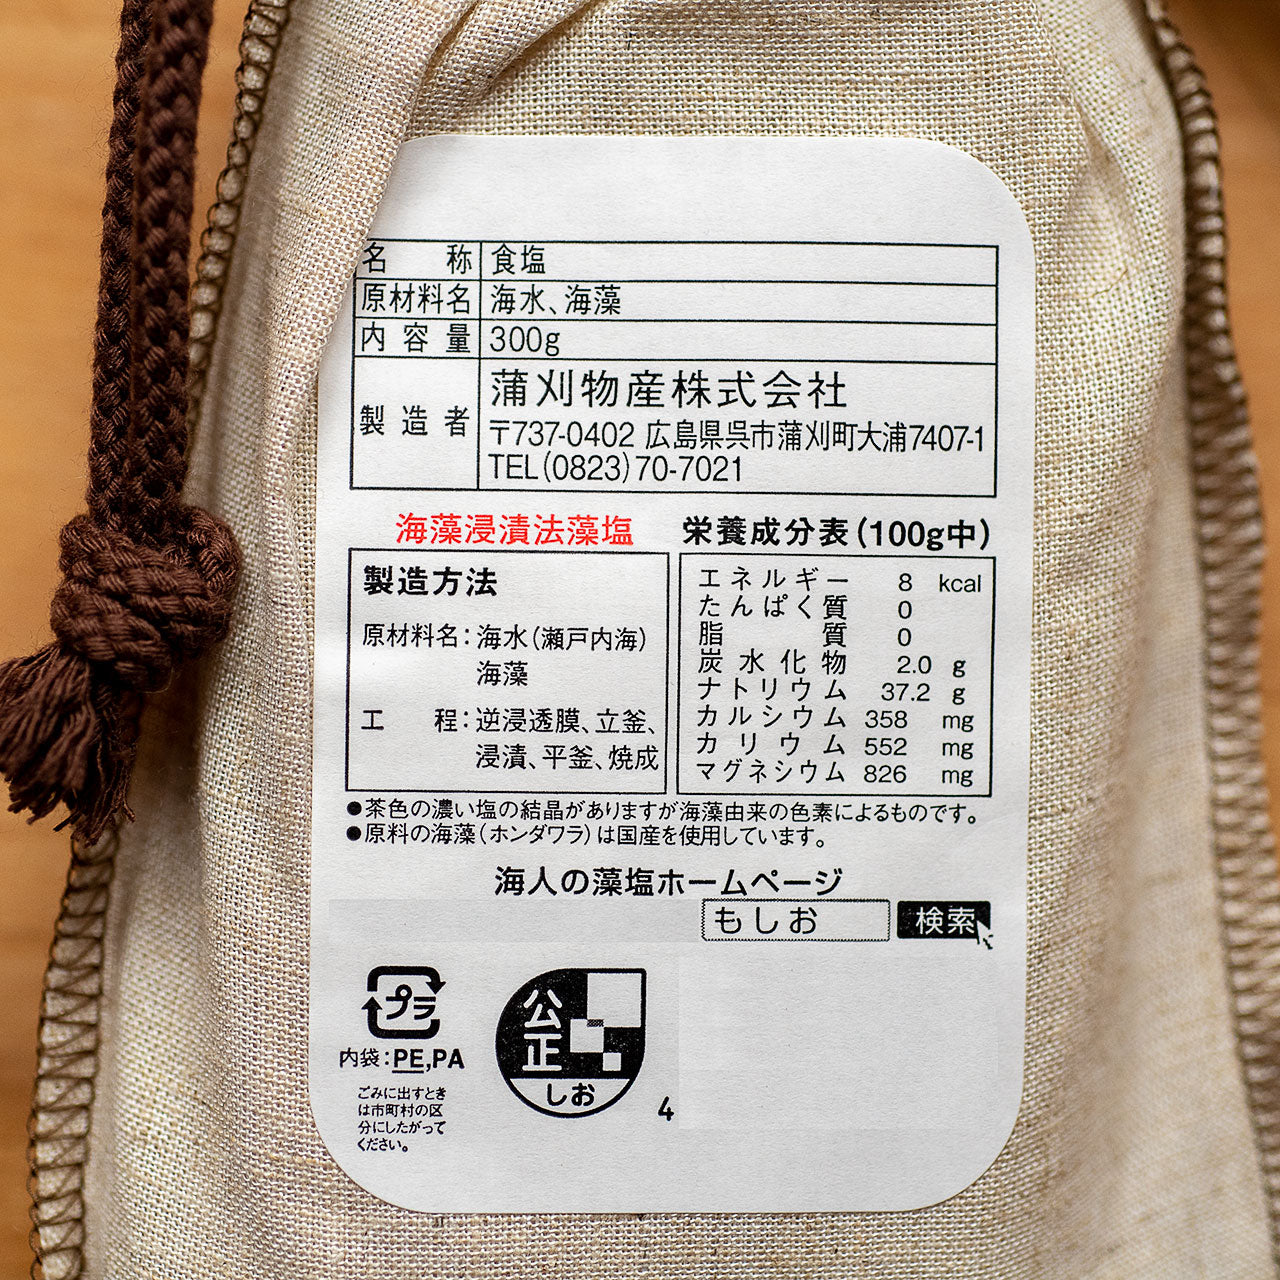 名称 食塩
原材料名 海水、海藻
内容量 300g
製造者 蒲刈物産株式会社
〒737-0402 広島県呉市蒲刈町大浦7407-1
TEL(0823)70-7021
海藻浸漬法藻塩
製造方法
原材料名：海水（瀬戸内海）
海藻
工程：逆浸透膜、立釜、
浸漬、平釜、焼成
栄養成分表（100g中）
エネルギー 8 kcal
たんぱく質 0
脂質 0
炭水化物 2.0 g
ナトリウム 37.2 g
カルシウム 358 mg
カリウム 552 mg
マグネシウム 826 mg
●茶色の濃い塩の結晶がありますが海藻由来の色素によるものです。
●原料の海藻（ホンダワラ）は国産を使用しています。
海人の藻塩ホームページ
もしお 検索
プラ
内袋：PE,PA
ごみに出すとき
は市町村の区
分にしたがって
ください。
公正
しお
4